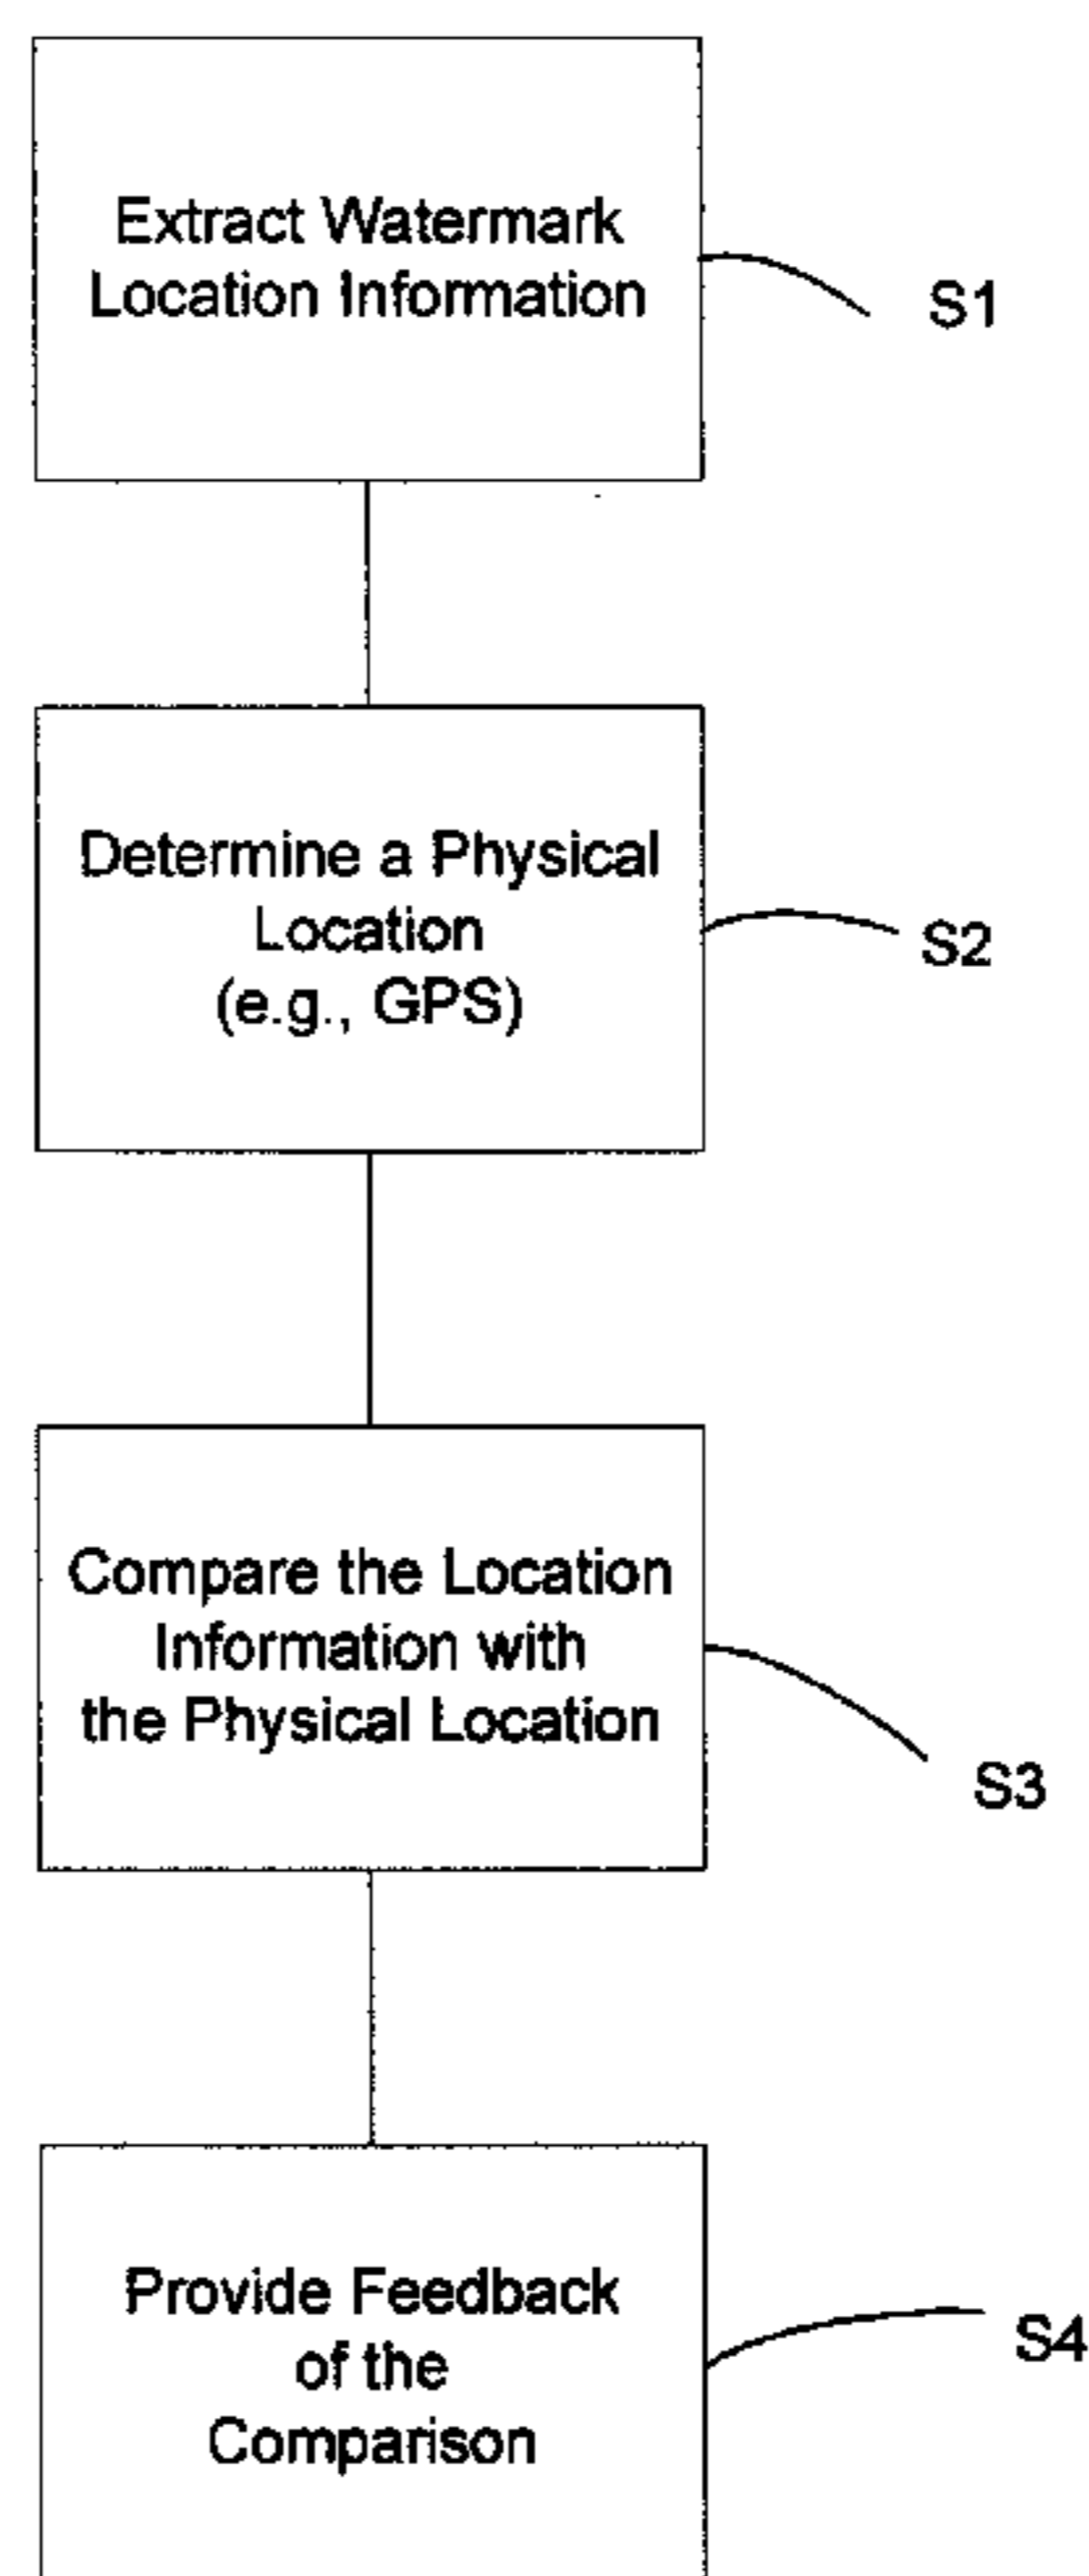 Extract Watermark
Location Information
S1
Determine a Physical
Location
(e.g., GPS)
S2
Compare the Location
Information with
the Physical Location
S3
Provide Feedback
of the
Comparison
S4